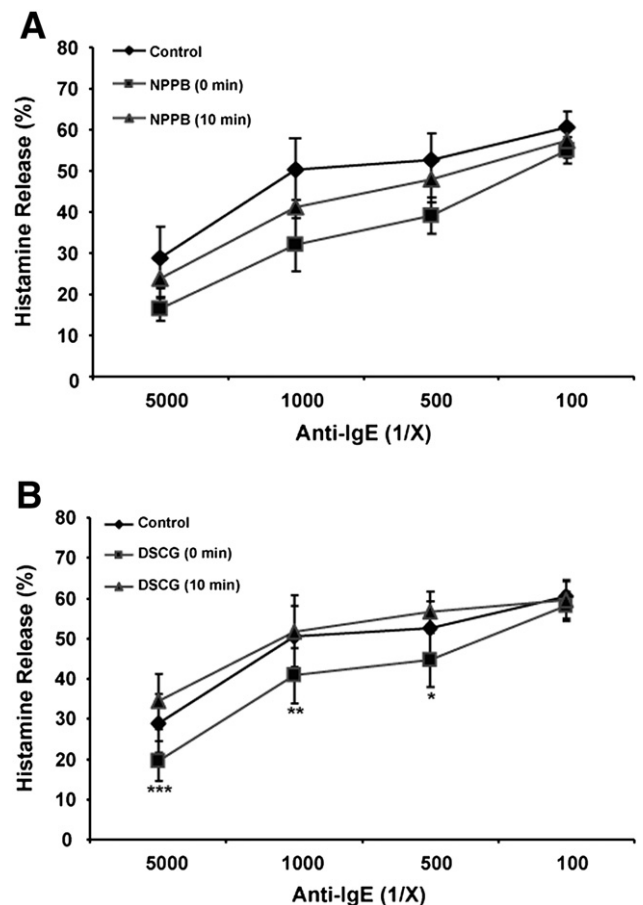 A
80
70
60
50
40
30
20
10
0
Histamine Release (%)
Control
NPPB (0 min)
NPPB (10 min)
5000 1000 500 100
Anti-IgE (1/X)
B
80
70
60
50
40
30
20
10
0
Histamine Release (%)
Control
DSCG (0 min)
DSCG (10 min)
***
**
*
5000 1000 500 100
Anti-IgE (1/X)